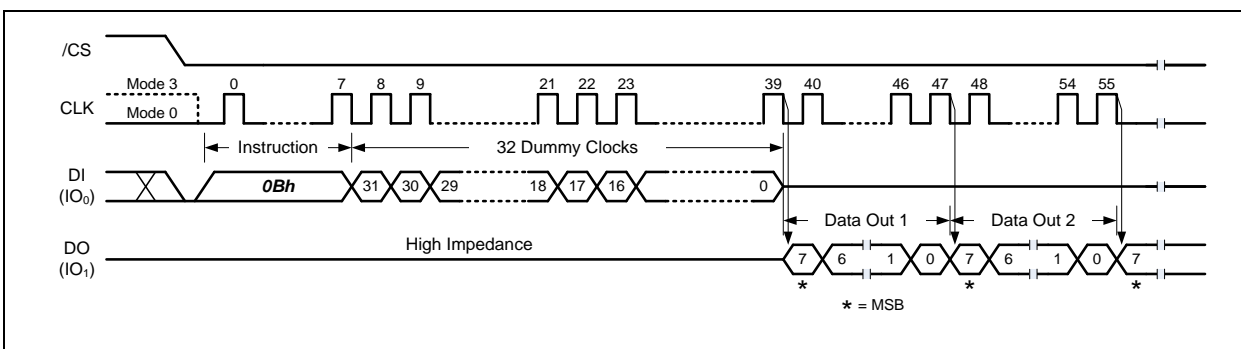 /CS
Mode 3 0 7 8 9 21 22 23 39 40 46 47 48 54 55
CLK
Mode 0
Instruction 32 Dummy Clocks
DI
(IO0)
0Bh 31 30 29 18 17 16 0
Data Out 1 Data Out 2
DO
(IO1)
High Impedance
7 6 1 0 7 6 1 0 7
* * *
* = MSB